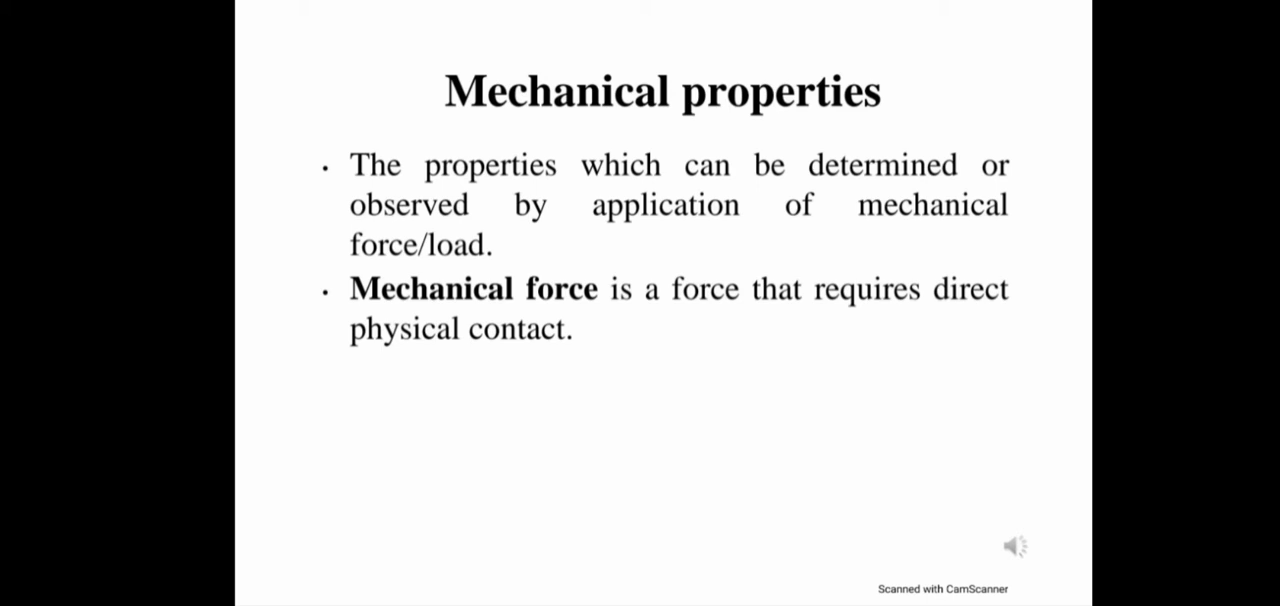 Mechanical properties
· The properties which can be determined or
observed by application of mechanical
force/load.
· Mechanical force is a force that requires direct
physical contact.
Scanned with CamScanner